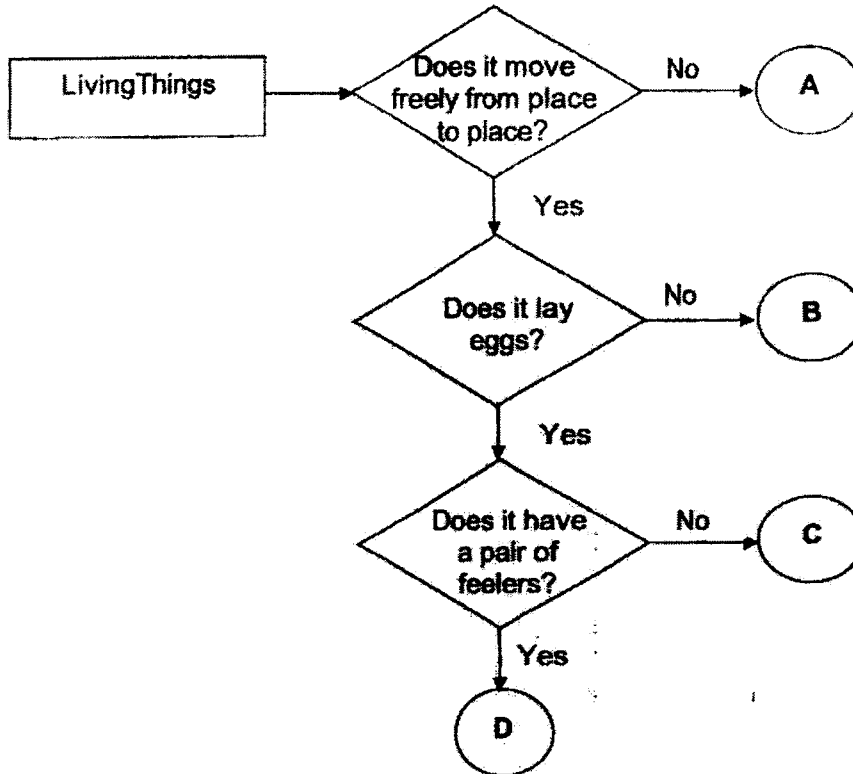 LivingThings
Does it move
freely from place
to place?
No
A
Yes
Does it lay
eggs?
No
B
Yes
Does it have
a pair of
feelers?
No
C
Yes
D